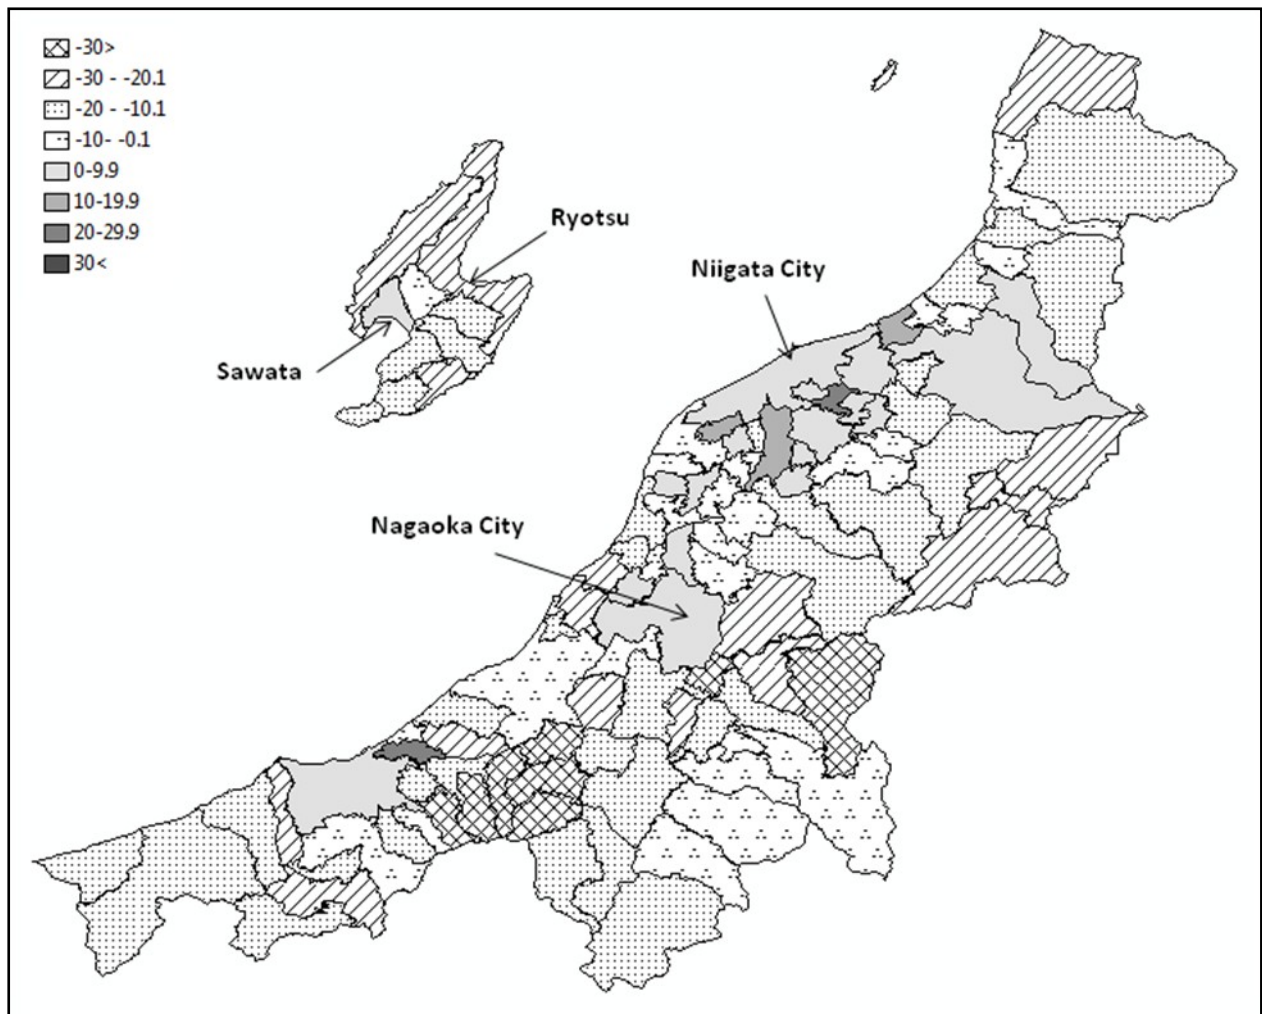 -30>
-30 - -20.1
-20 - -10.1
-10- -0.1
0-9.9
10-19.9
20-29.9
30<
Ryotsu
Niigata City
Sawata
Nagaoka City